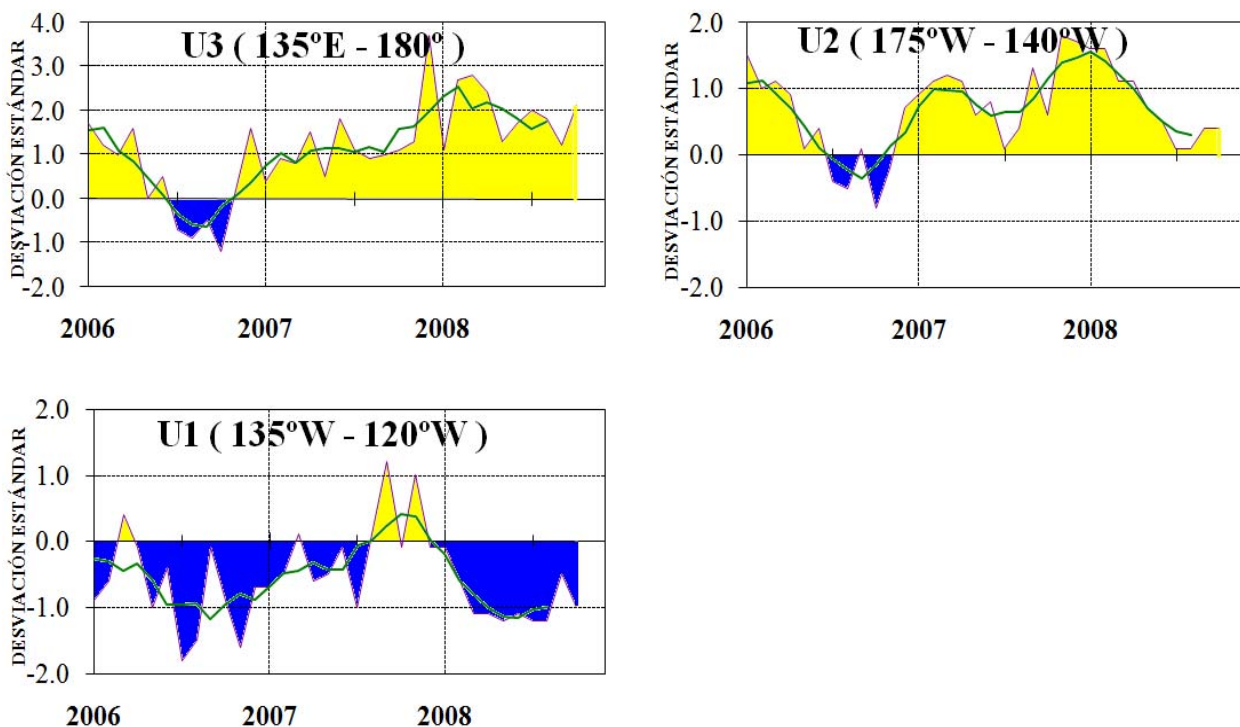 U3 ( 135ºE - 180º )
DESVIACIÓN ESTÁNDAR
4.0
3.0
2.0
1.0
0.0
-1.0
-2.0
2006 2007 2008
U2 ( 175ºW - 140ºW )
DESVIACIÓN ESTÁNDAR
2.0
1.0
0.0
-1.0
-2.0
2006 2007 2008
U1 ( 135ºW - 120ºW )
DESVIACIÓN ESTÁNDAR
2.0
1.0
0.0
-1.0
-2.0
2006 2007 2008